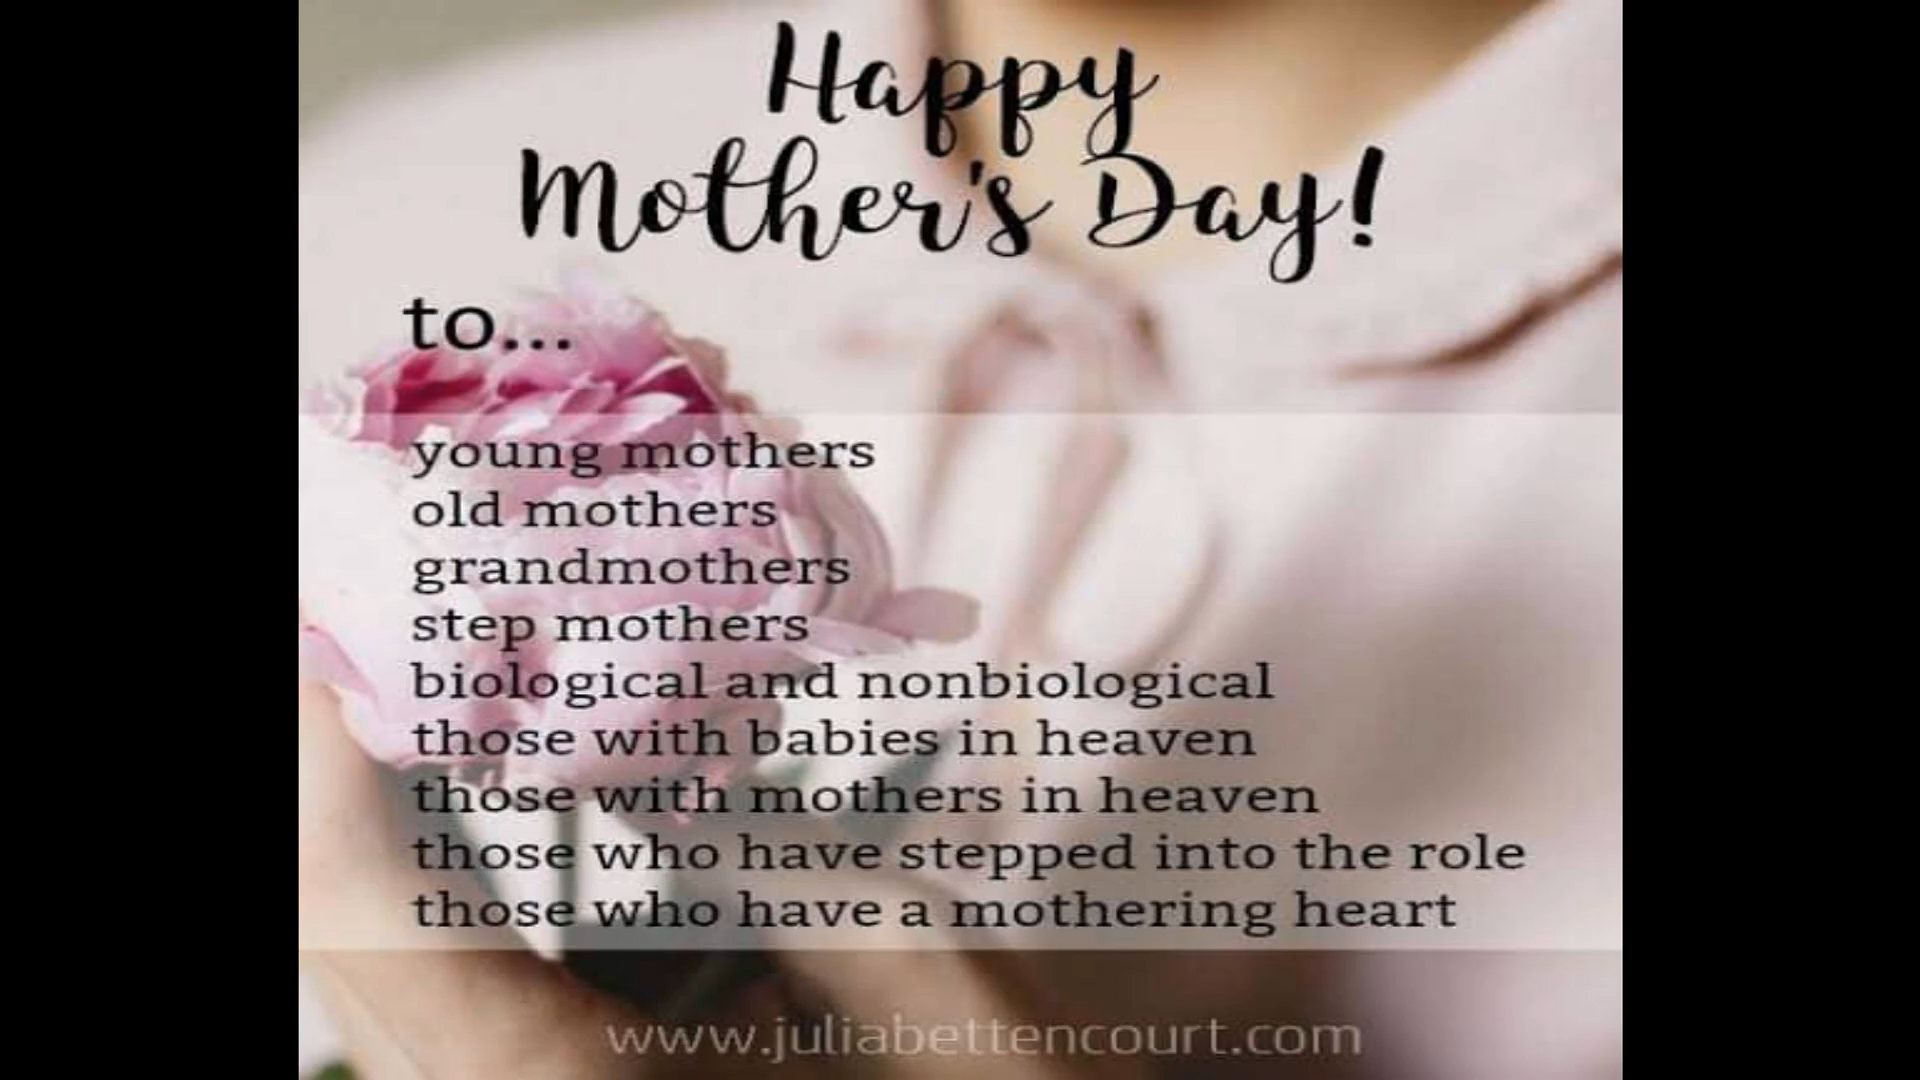 Happy
Mother's Day!
to...
young mothers
old mothers
grandmothers
step mothers
biological and nonbiological
those with babies in heaven
those with mothers in heaven
those who have stepped into the role
those who have a mothering heart
www.juliabettencourt.com